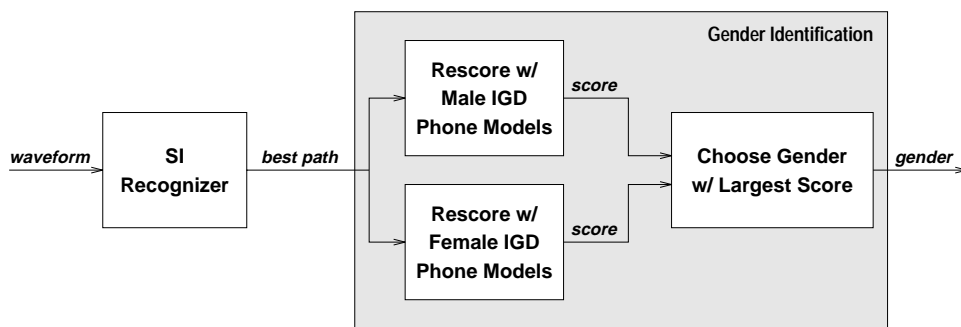 Gender Identification
waveform
SI
Recognizer
best path
Rescore w/
Male IGD
Phone Models
score
Rescore w/
Female IGD
Phone Models
score
Choose Gender
w/ Largest Score
gender